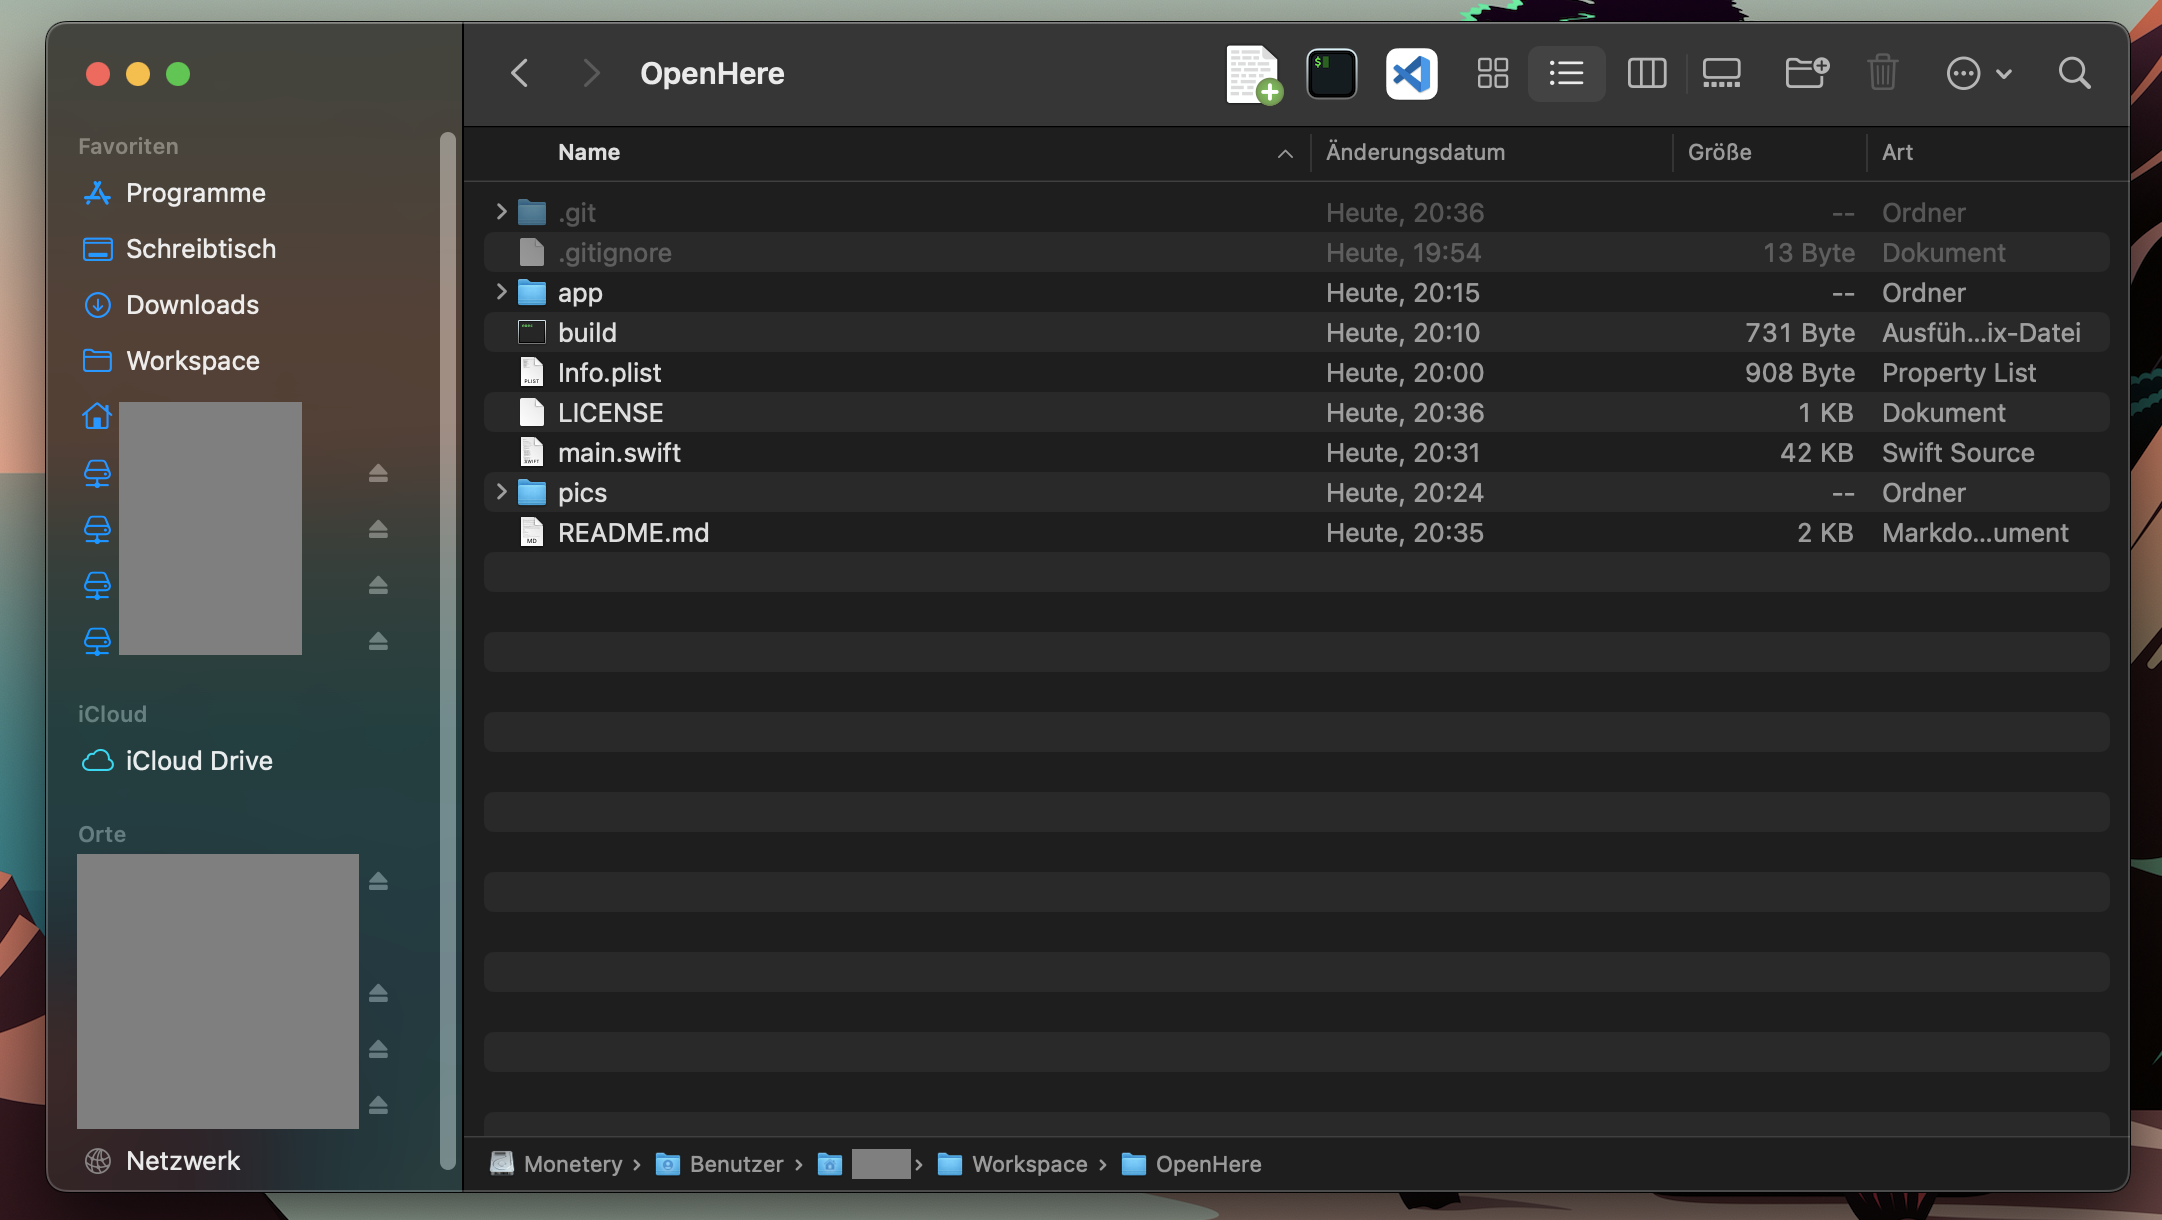 OpenHere
Favoriten
Programme
Schreibtisch
Downloads
Workspace
iCloud
iCloud Drive
Orte
Netzwerk
Name Änderungsdatum Größe Art
.git Heute, 20:36 -- Ordner
.gitignore Heute, 19:54 13 Byte Dokument
app Heute, 20:15 -- Ordner
build Heute, 20:10 731 Byte Ausfüh...ix-Datei
Info.plist Heute, 20:00 908 Byte Property List
LICENSE Heute, 20:36 1 KB Dokument
main.swift Heute, 20:31 42 KB Swift Source
pics Heute, 20:24 -- Ordner
README.md Heute, 20:35 2 KB Markdo...ument
Monetery › Benutzer › › Workspace › OpenHere